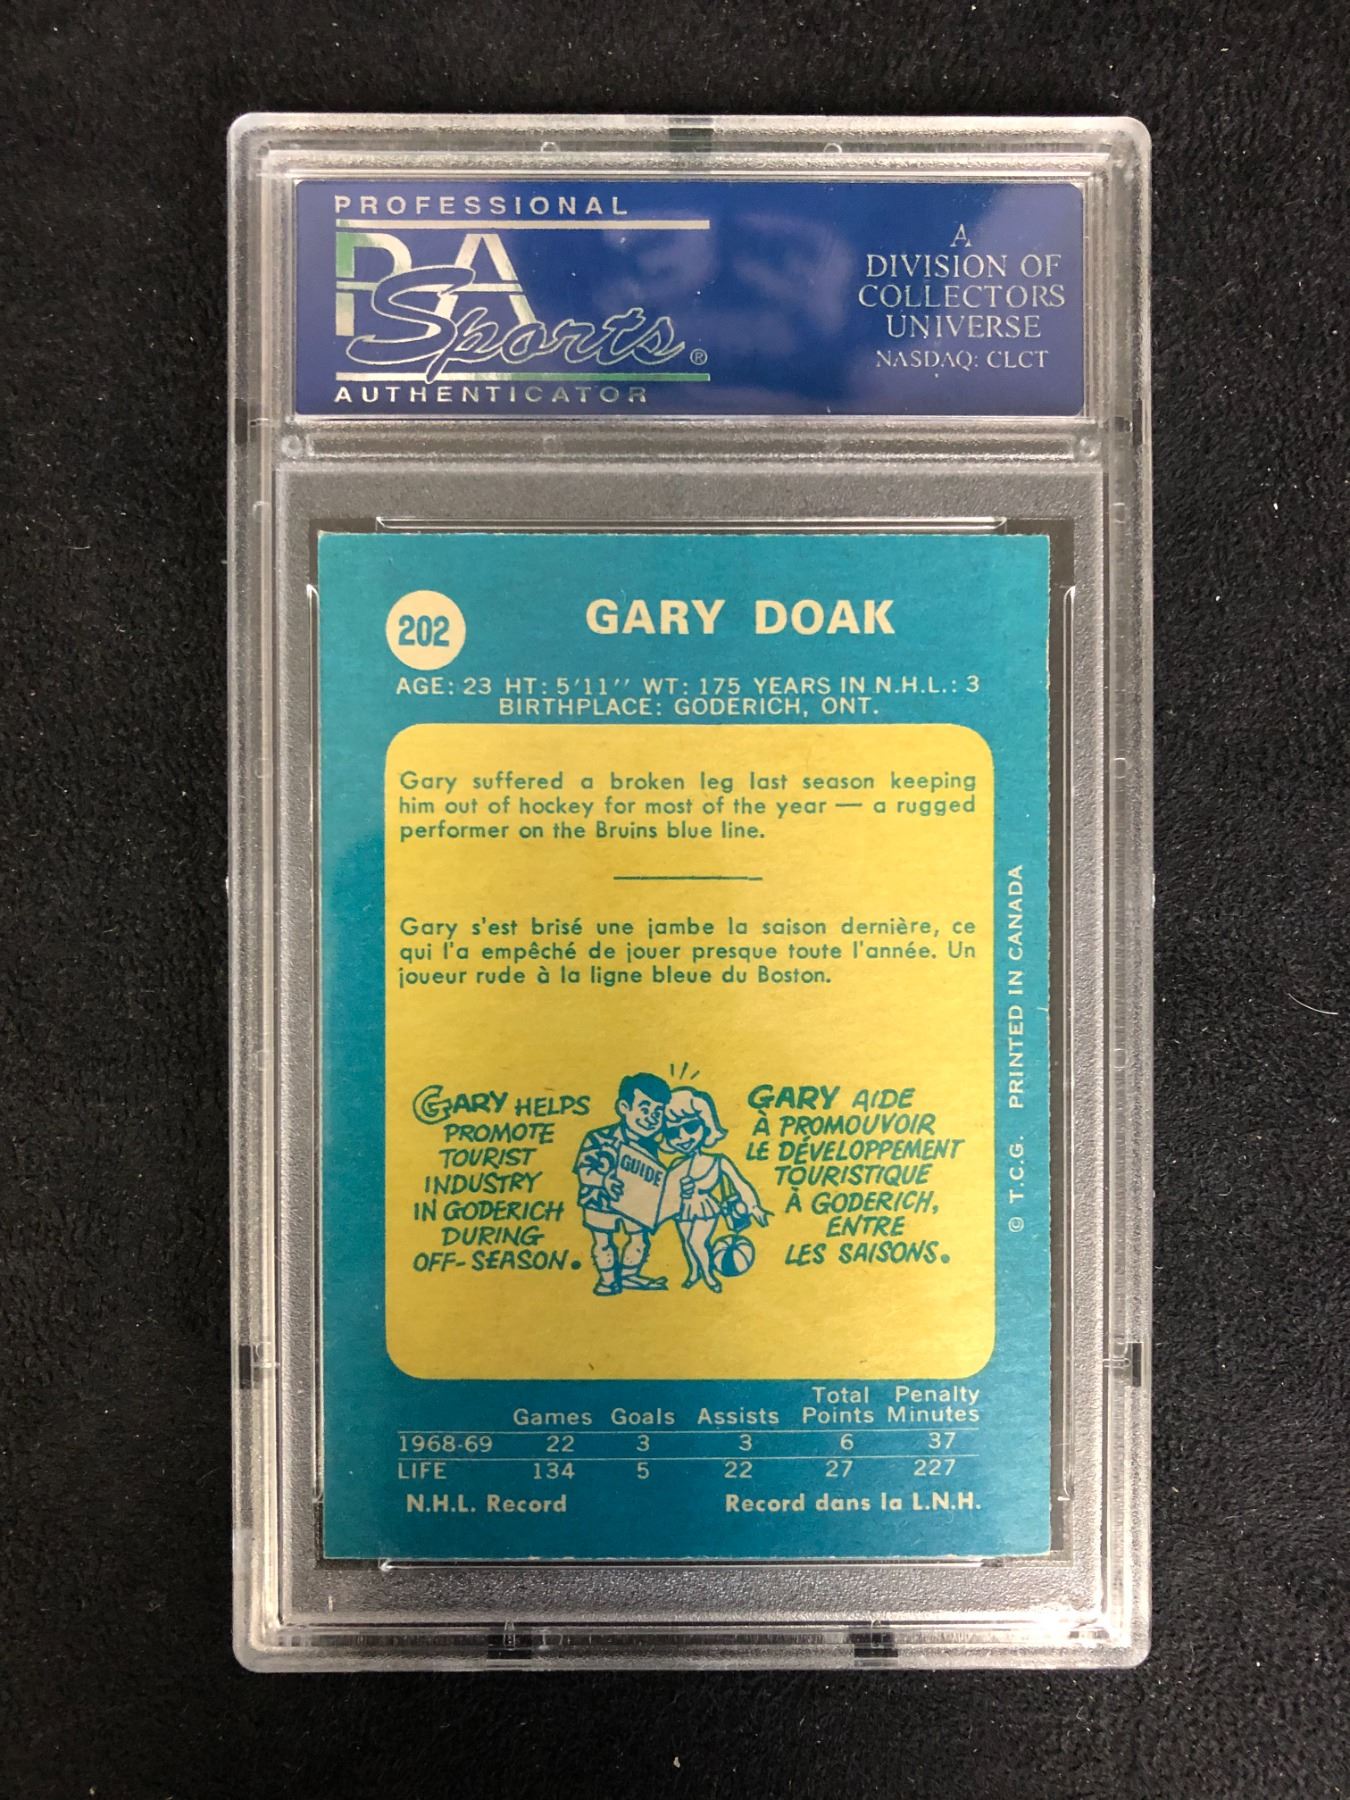 PROFESSIONAL
PSA
Sports®
AUTHENTICATOR
A
DIVISION OF
COLLECTORS
UNIVERSE
NASDAQ: CLCT
202
GARY DOAK
AGE: 23 HT: 5'11'' WT: 175 YEARS IN N.H.L.: 3
BIRTHPLACE: GODERICH, ONT.
Gary suffered a broken leg last season keeping
him out of hockey for most of the year — a rugged
performer on the Bruins blue line.
Gary s'est brisé une jambe la saison dernière, ce
qui l'a empêché de jouer presque toute l'année. Un
joueur rude à la ligne bleue du Boston.
GARY HELPS
PROMOTE
TOURIST
INDUSTRY
IN GODERICH
DURING
OFF-SEASON.
GUIDE
GARY AIDE
À PROMOUVOIR
LE DÉVELOPPEMENT
TOURISTIQUE
À GODERICH,
ENTRE
LES SAISONS.
© T.C.G. PRINTED IN CANADA
Games Goals Assists Total Points Penalty Minutes
1968-69 22 3 3 6 37
LIFE 134 5 22 27 227
N.H.L. Record Record dans la L.N.H.